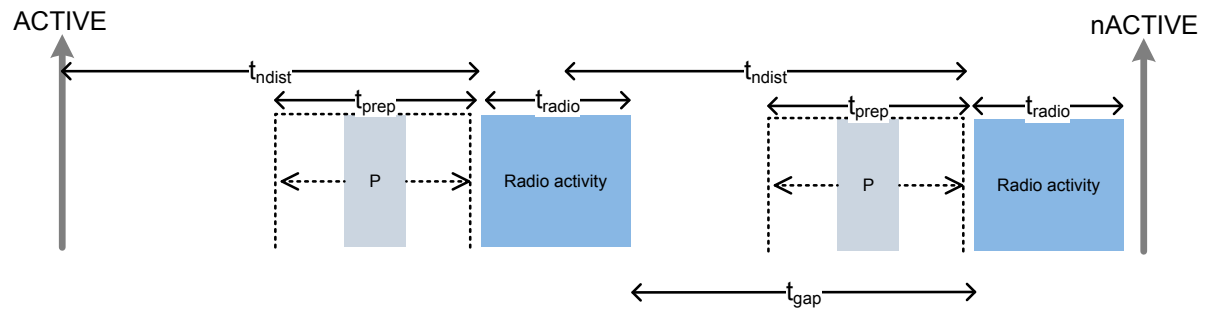 ACTIVE
nACTIVE
tndist
tndist
tprep
tradio
tprep
tradio
P
Radio activity
P
Radio activity
tgap